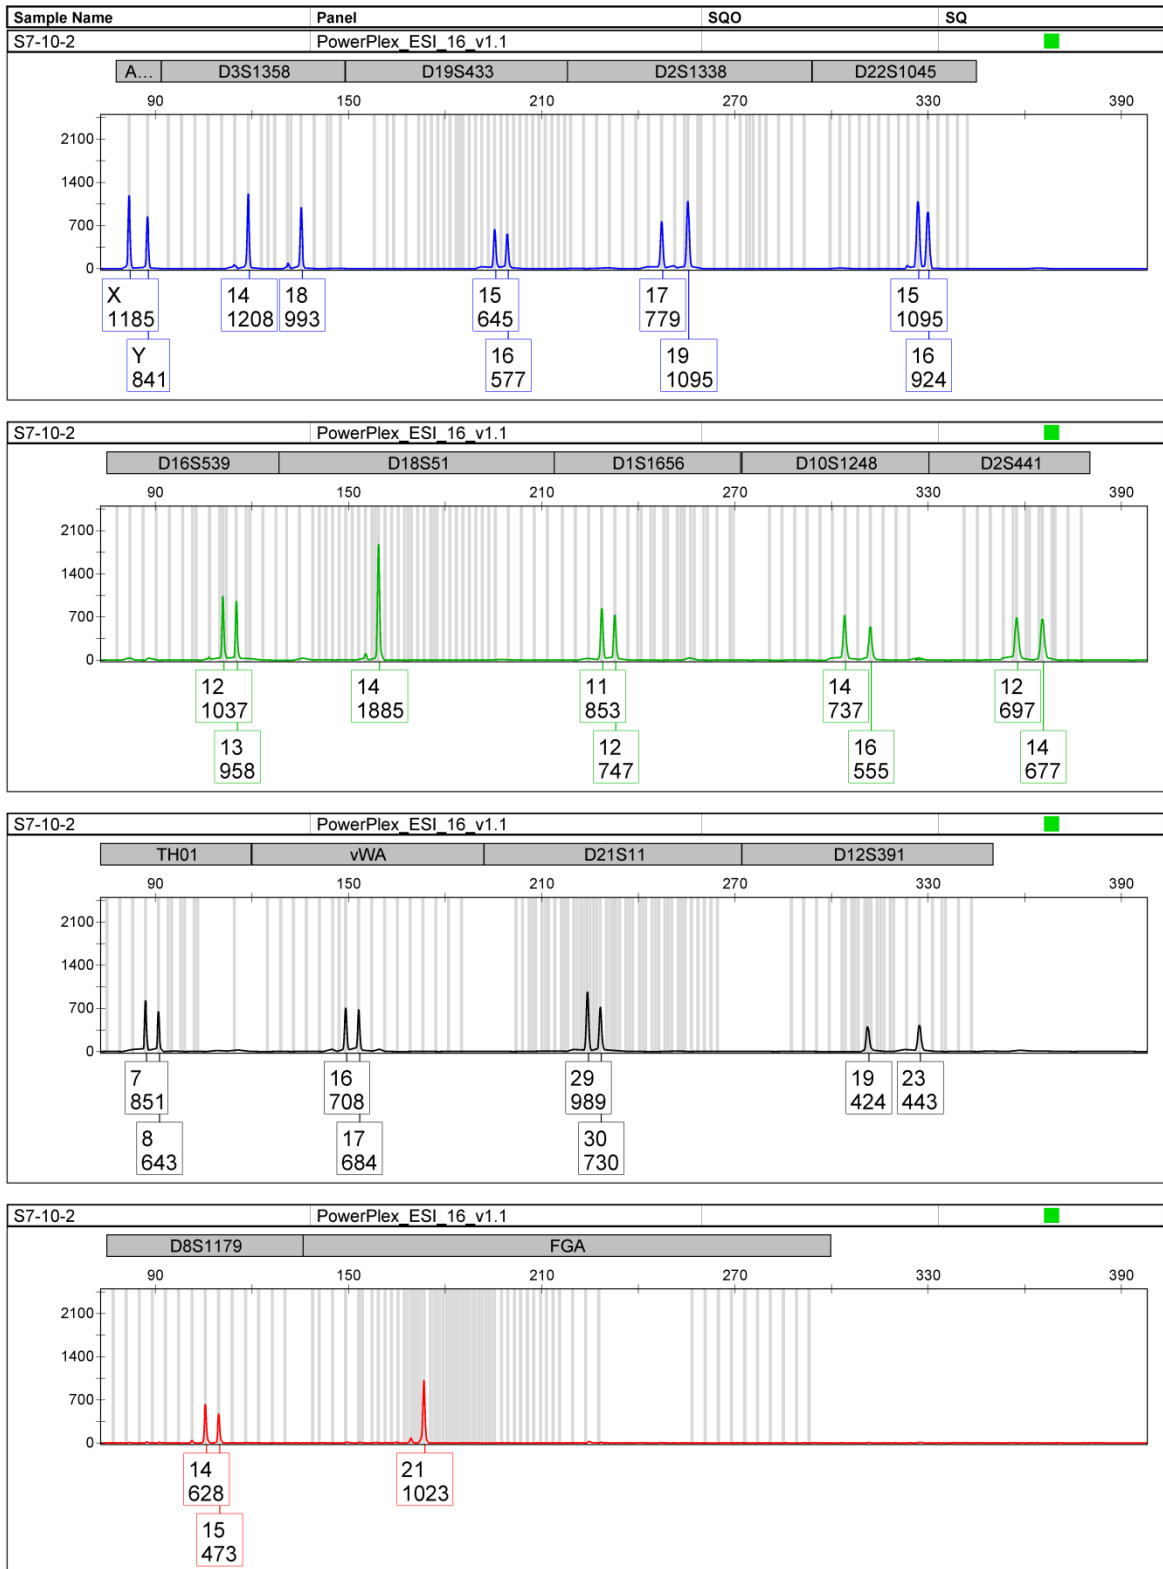 Sample Name Panel SQO SQ
S7-10-2 PowerPlex_ESI_16_v1.1
A... D3S1358 D19S433 D2S1338 D22S1045
90 150 210 270 330 390
2100
1400
700
0
X 14 18 15 17 15
1185 1208 993 645 779 1095
Y 16 19 16
841 577 1095 924
S7-10-2 PowerPlex_ESI_16_v1.1
D16S539 D18S51 D1S1656 D10S1248 D2S441
90 150 210 270 330 390
2100
1400
700
0
12 14 11 14 12
1037 1885 853 737 697
13 12 16 14
958 747 555 677
S7-10-2 PowerPlex_ESI_16_v1.1
TH01 vWA D21S11 D12S391
90 150 210 270 330 390
2100
1400
700
0
7 16 29 19 23
851 708 989 424 443
8 17 30
643 684 730
S7-10-2 PowerPlex_ESI_16_v1.1
D8S1179 FGA
90 150 210 270 330 390
2100
1400
700
0
14 21
628 1023
15
473